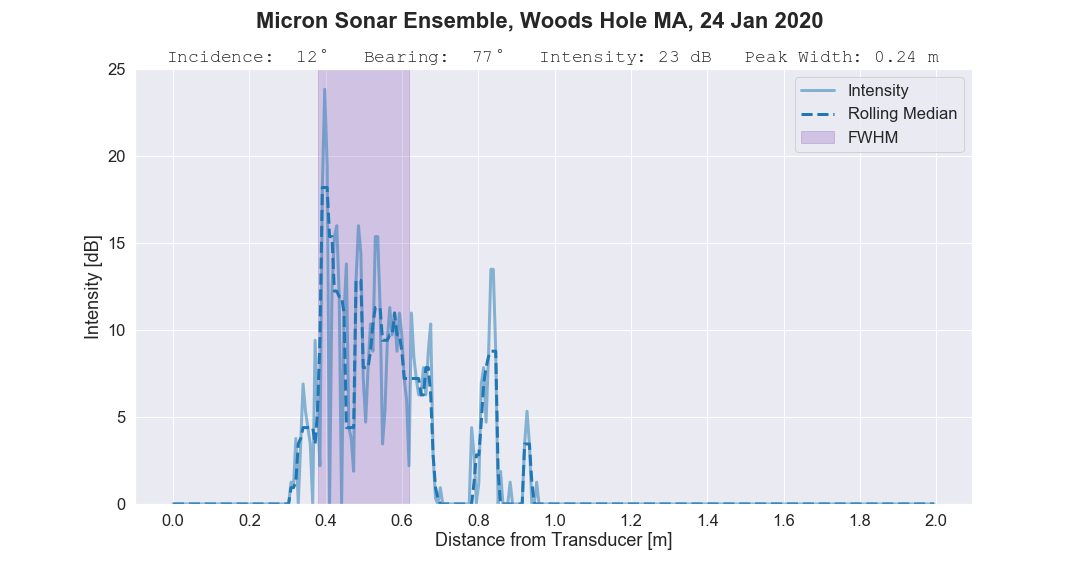 Micron Sonar Ensemble, Woods Hole MA, 24 Jan 2020
Incidence: 12° Bearing: 77° Intensity: 23 dB Peak Width: 0.24 m
Intensity
Rolling Median
FWHM
25
20
15
10
5
0
Intensity [dB]
0.0 0.2 0.4 0.6 0.8 1.0 1.2 1.4 1.6 1.8 2.0
Distance from Transducer [m]